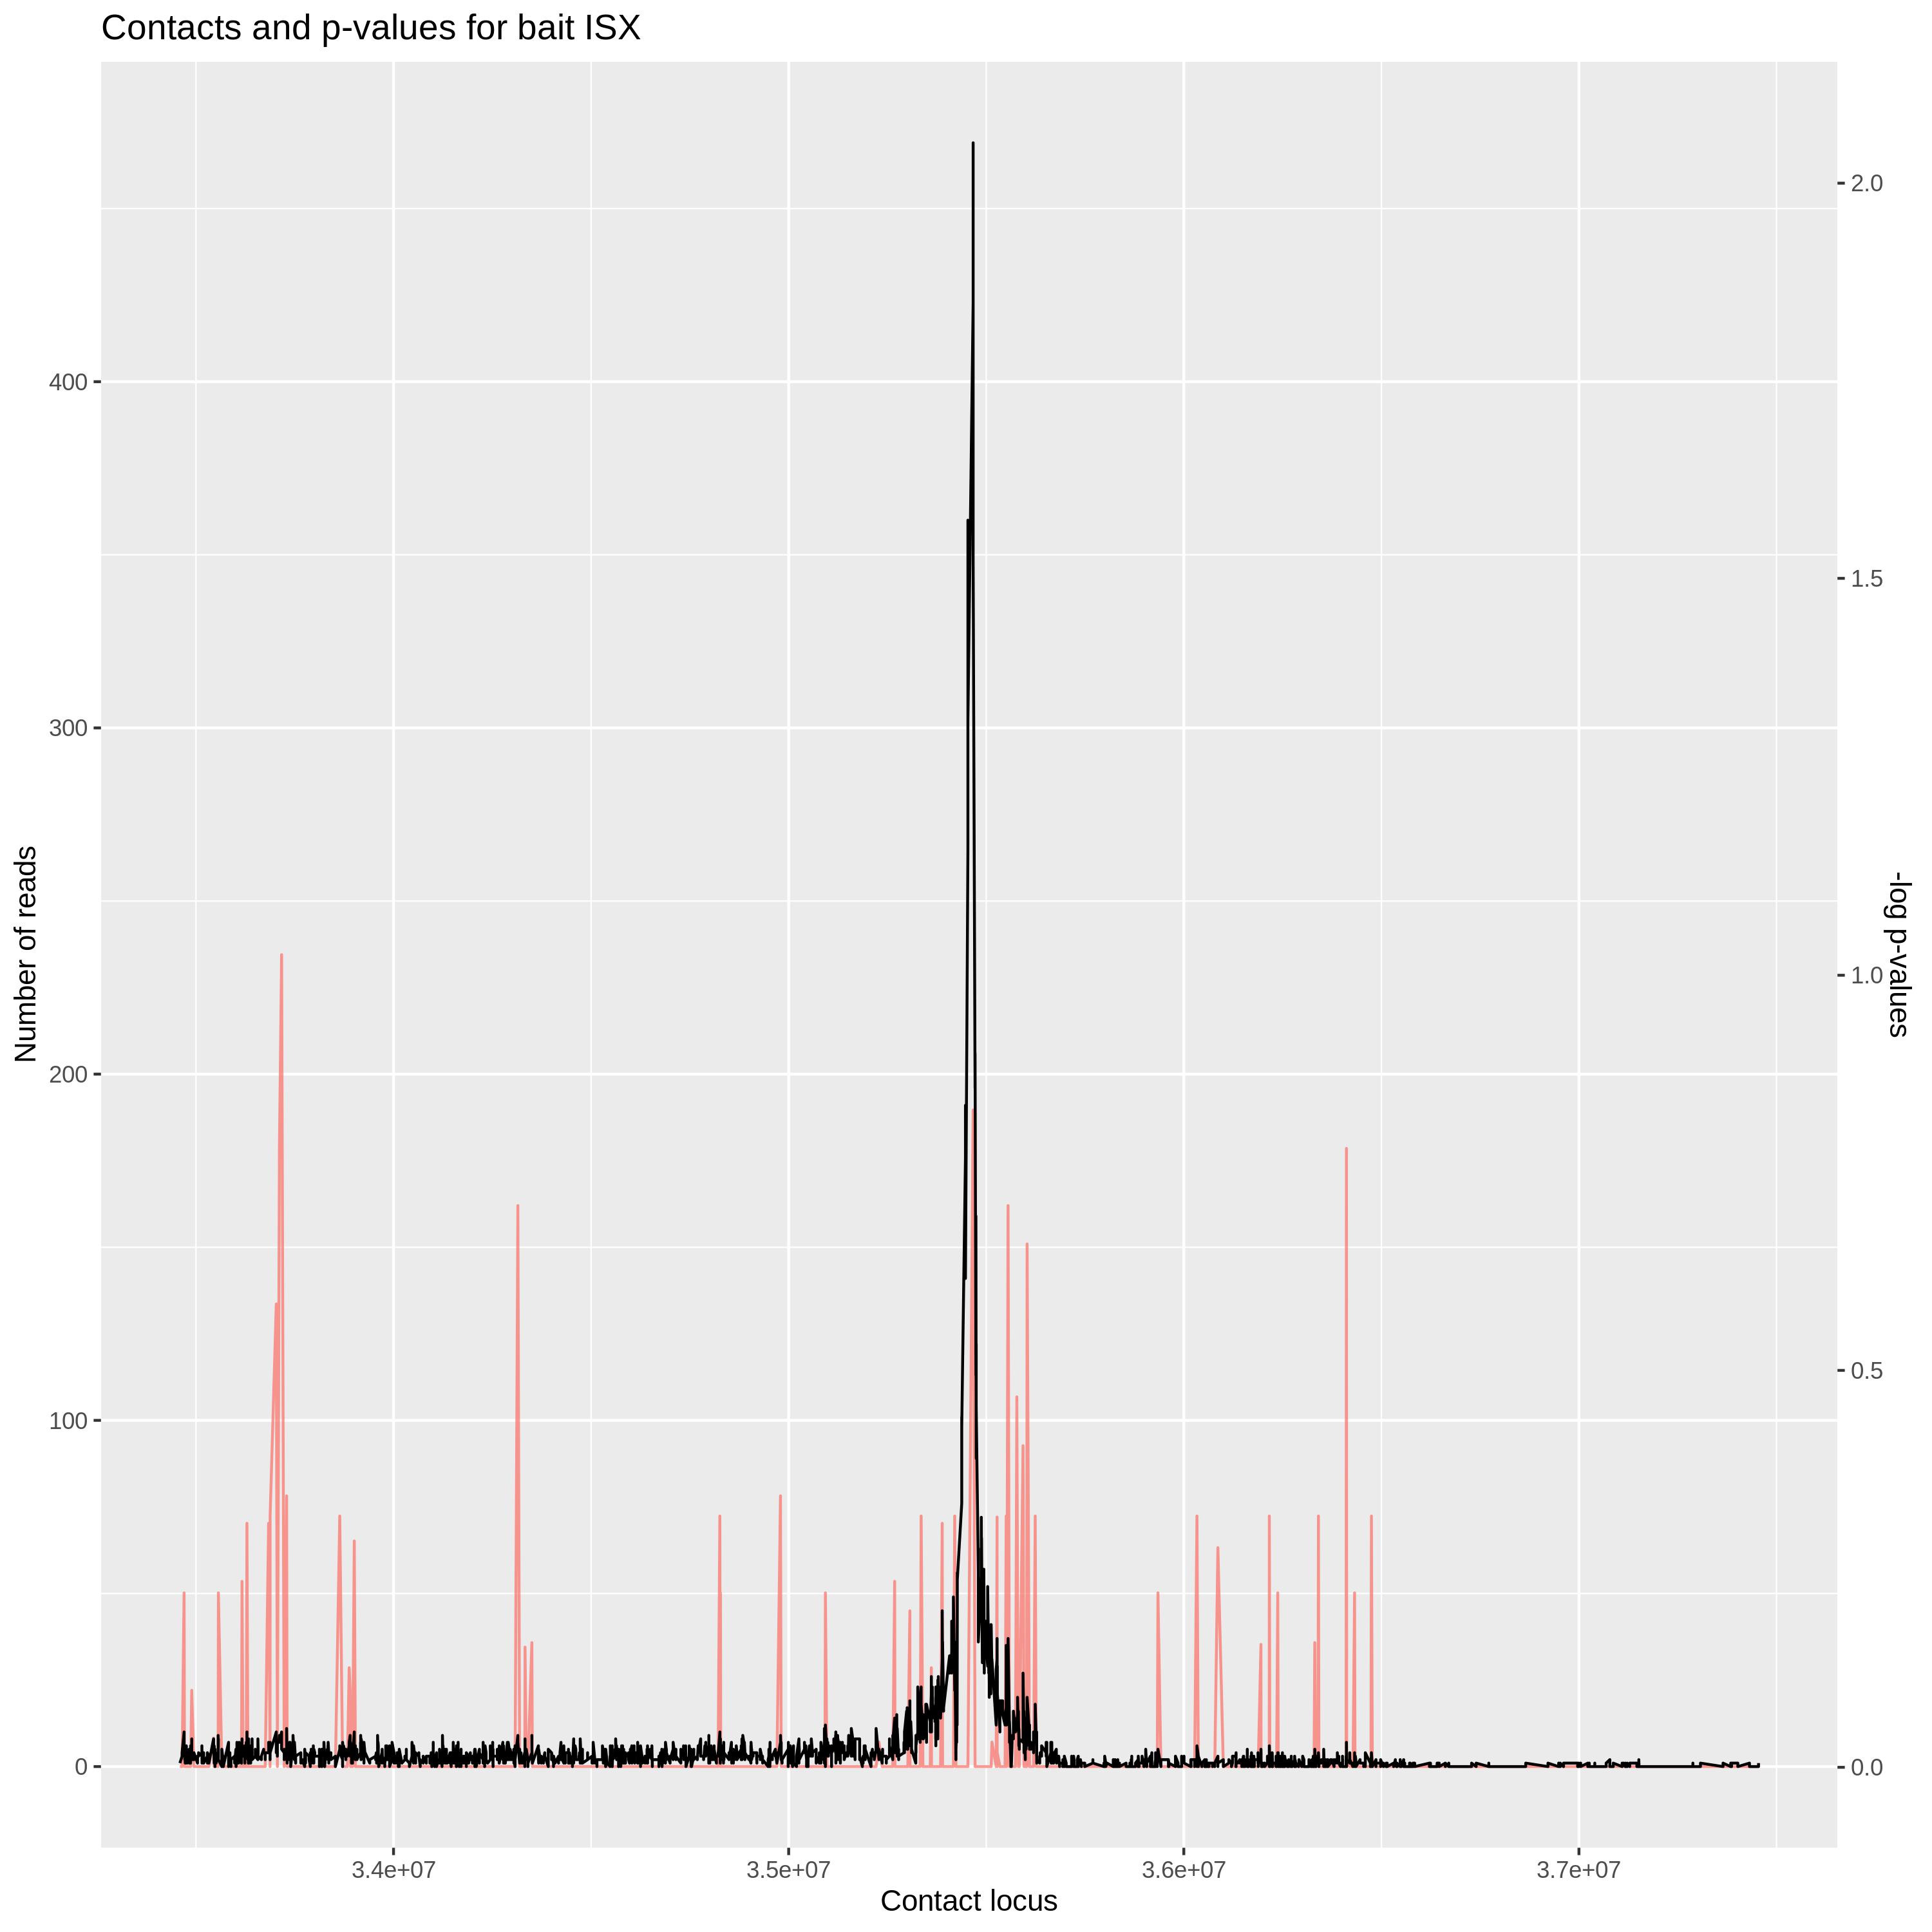 Contacts and p-values for bait ISX
Number of reads
400
300
200
100
0
2.0
1.5
1.0
0.5
0.0
-log p-values
3.4e+07
3.5e+07
3.6e+07
3.7e+07
Contact locus